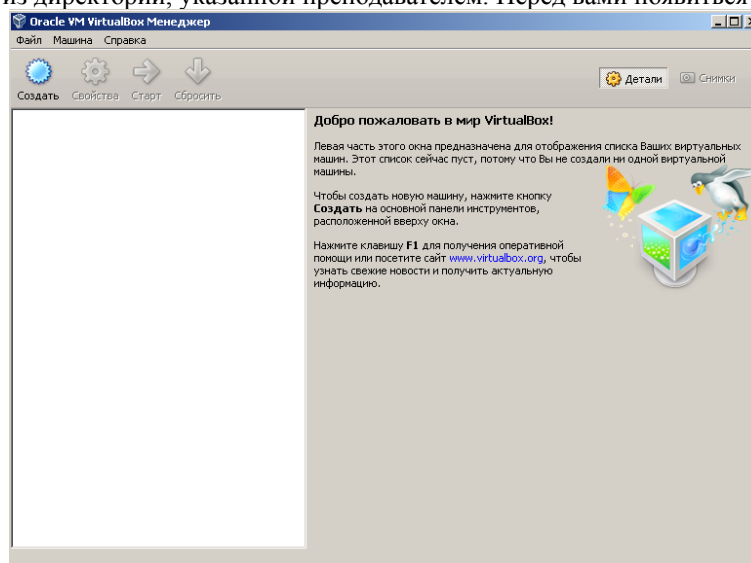 из директории, указанной преподавателем. Перед вами появиться
Oracle VM VirtualBox Менеджер
Файл Машина Справка
Создать Свойства Старт Сбросить
Детали Снимки
Добро пожаловать в мир VirtualBox!
Левая часть этого окна предназначена для отображения списка Ваших виртуальных
машин. Этот список сейчас пуст, потому что Вы не создали ни одной виртуальной
машины.
Чтобы создать новую машину, нажмите кнопку
Создать на основной панели инструментов,
расположенной вверху окна.
Нажмите клавишу F1 для получения оперативной
помощи или посетите сайт www.virtualbox.org, чтобы
узнать свежие новости и получить актуальную
информацию.